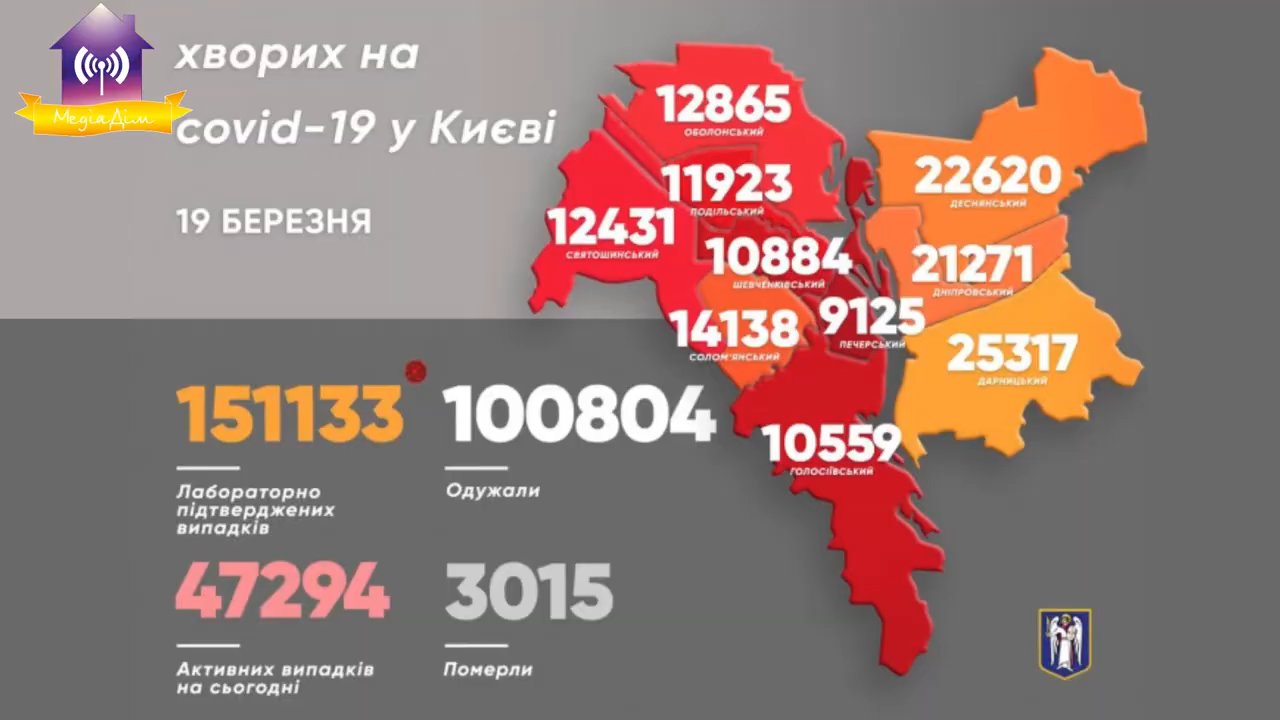 МедіаДім
хворих на
covid-19 у Києві
19 БЕРЕЗНЯ
12865
ОБОЛОНСЬКИЙ
11923
ПОДІЛЬСЬКИЙ
12431
СВЯТОШИНСЬКИЙ
10884
ШЕВЧЕНКІВСЬКИЙ
14138
СОЛОМ'ЯНСЬКИЙ
9125
ПЕЧЕРСЬКИЙ
22620
ДЕСНЯНСЬКИЙ
21271
ДНІПРОВСЬКИЙ
25317
ДАРНИЦЬКИЙ
10559
ГОЛОСІЇВСЬКИЙ
151133
Лабораторно
підтверджених
випадків
100804
Одужали
47294
Активних випадків
на сьогодні
3015
Померли